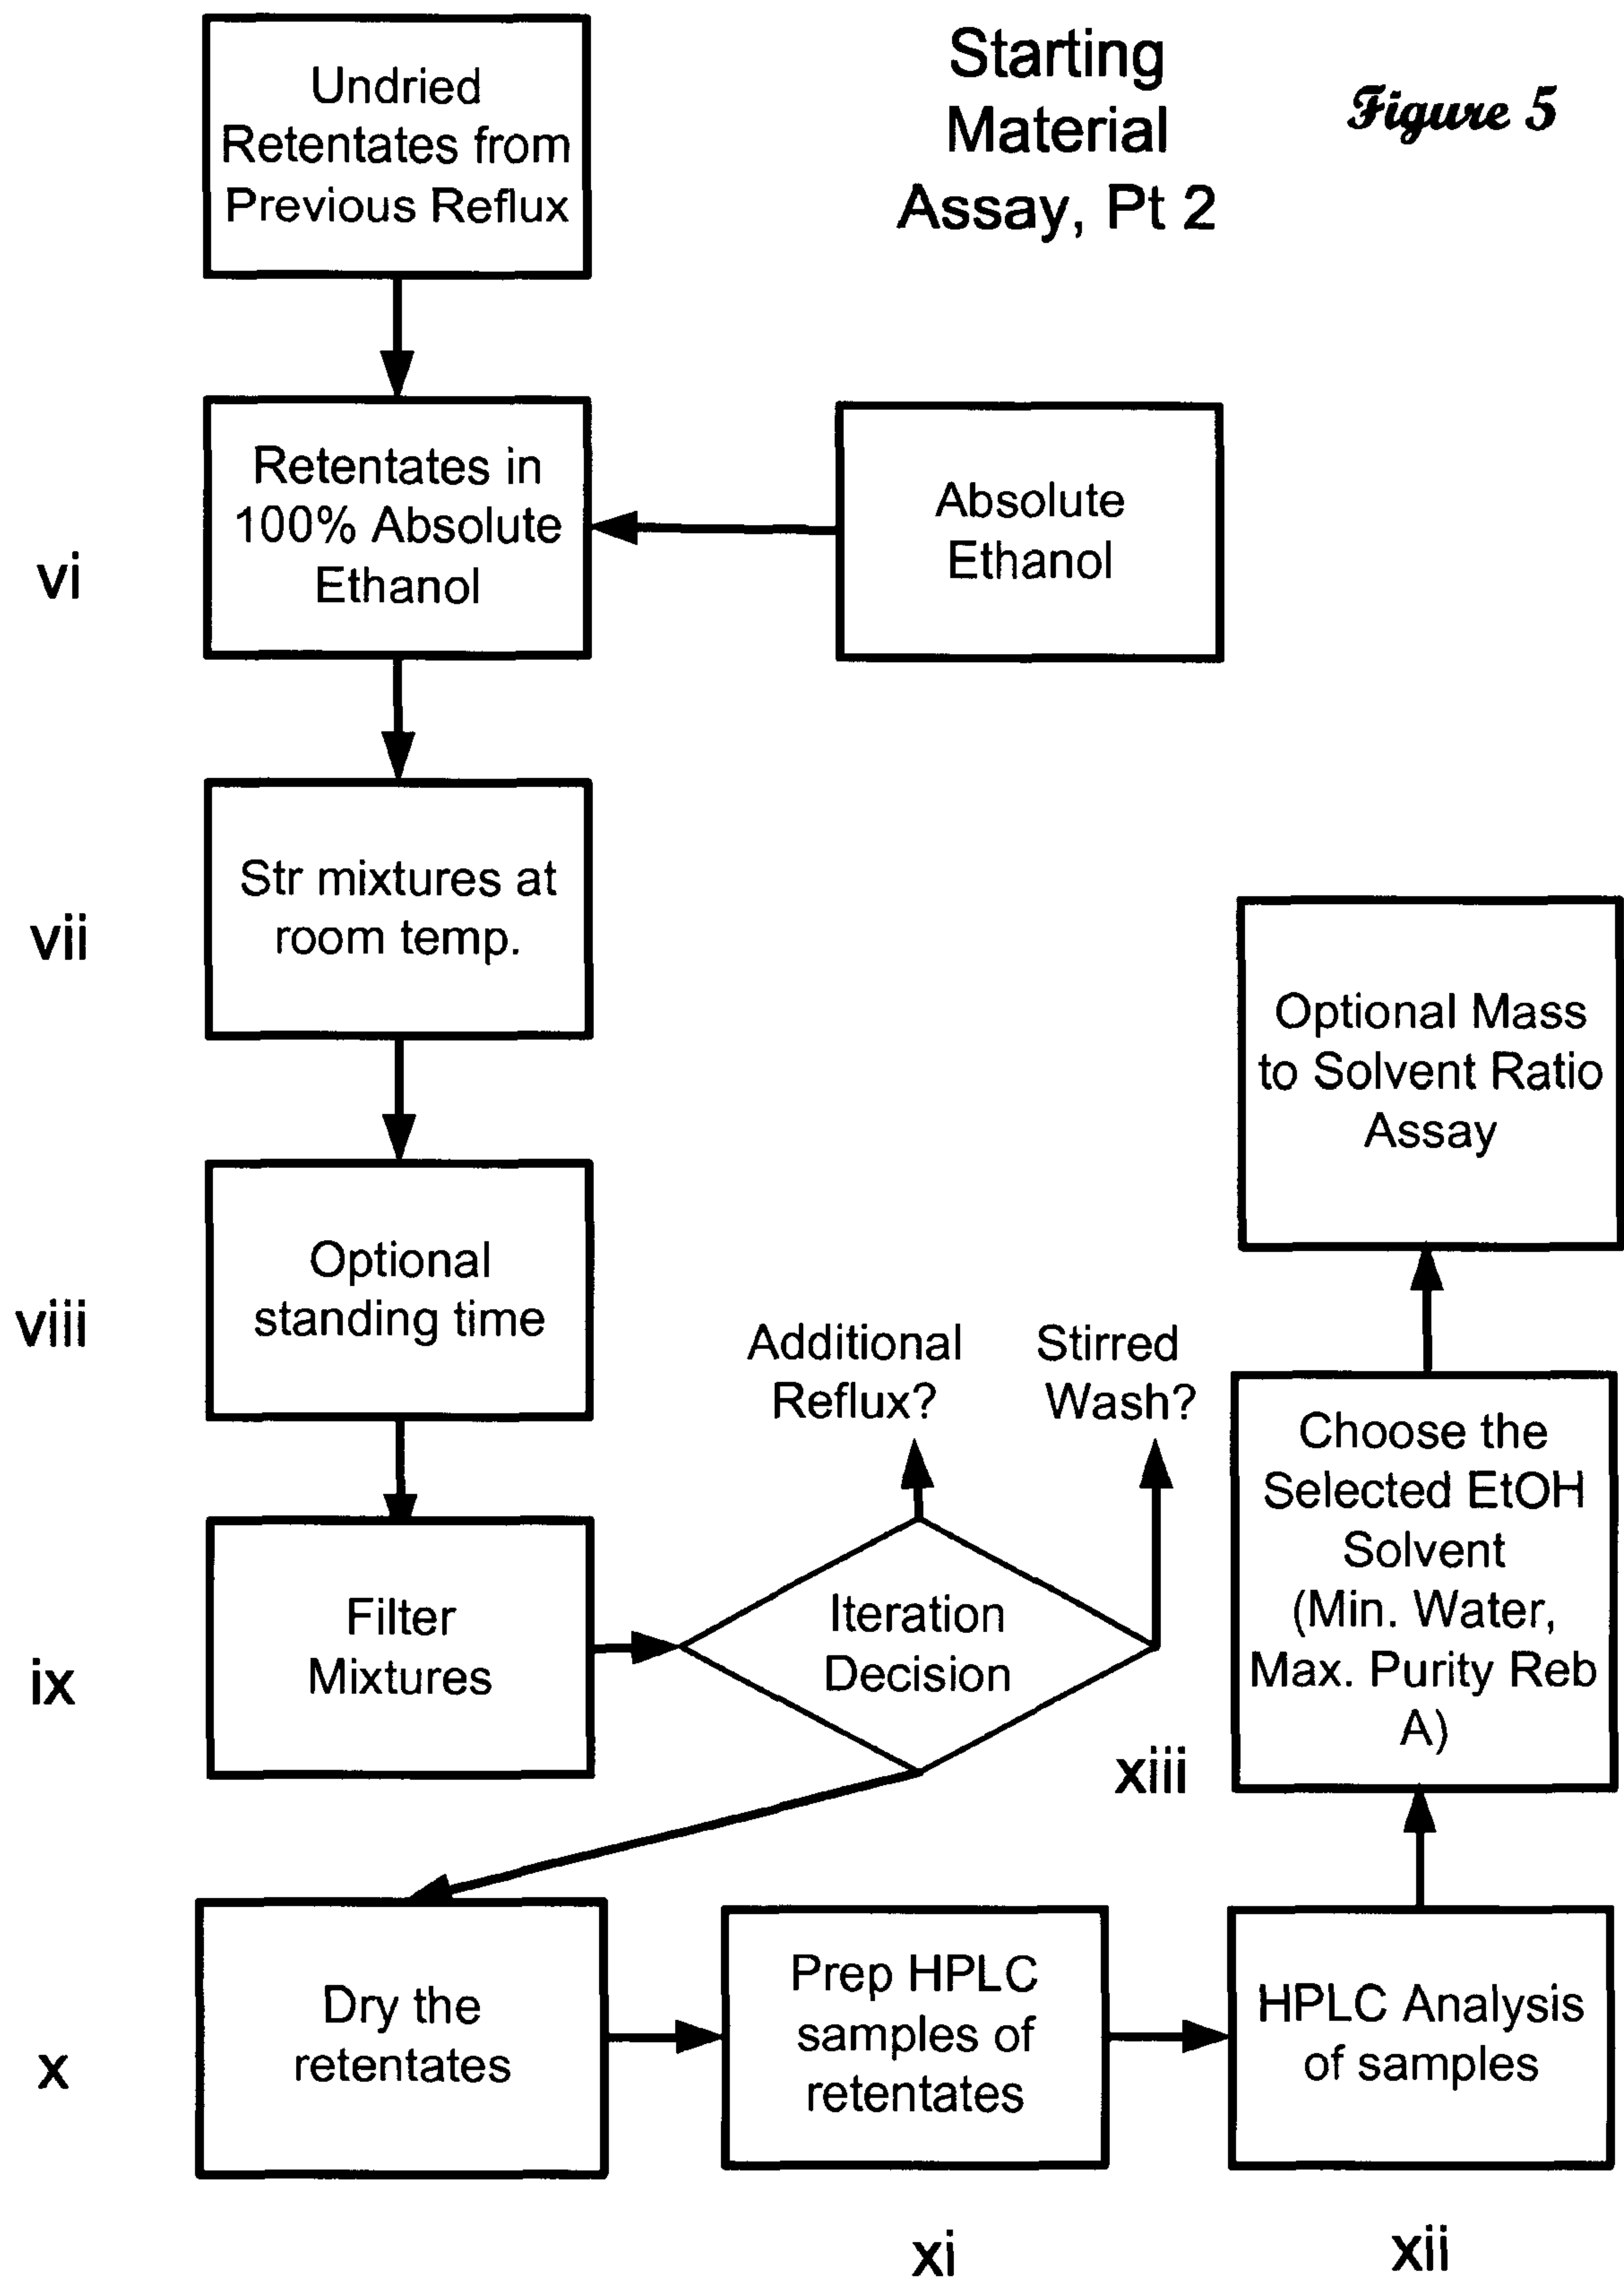 Starting
Material
Assay, Pt 2
Figure 5
Undried
Retentates from
Previous Reflux
vi
Retentates in
100% Absolute
Ethanol
Absolute
Ethanol
vii
Str mixtures at
room temp.
viii
Optional
standing time
ix
Filter
Mixtures
Iteration
Decision
Additional
Reflux?
Stirred
Wash?
x
Dry the
retentates
Prep HPLC
samples of
retentates
xi
HPLC Analysis
of samples
xii
xiii
Choose the
Selected EtOH
Solvent
(Min. Water,
Max. Purity Reb
A)
Optional Mass
to Solvent Ratio
Assay